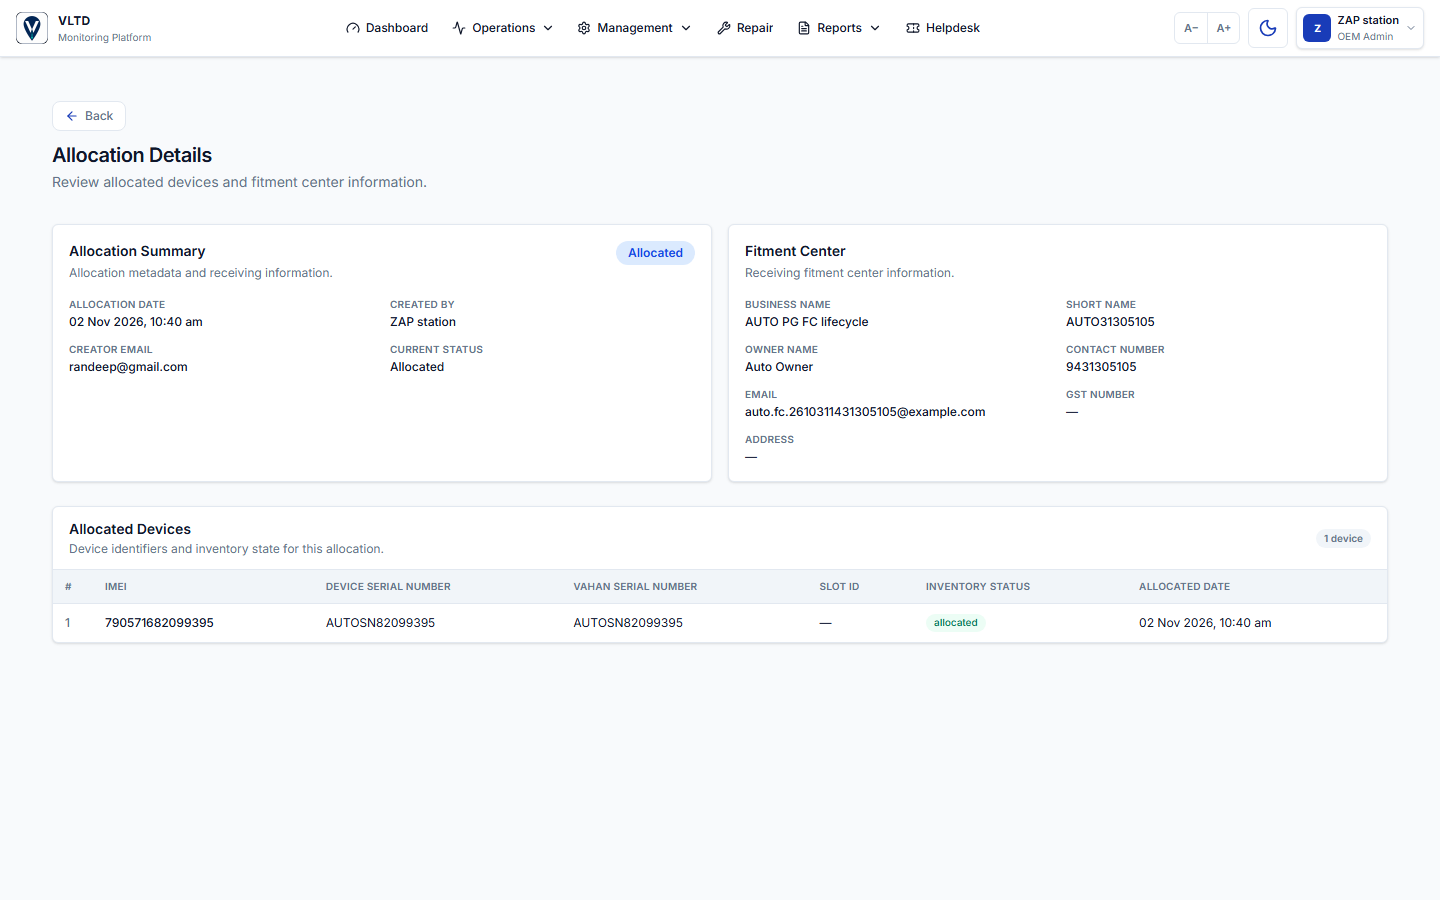 VLTD
Monitoring Platform
Dashboard
Operations
Management
Repair
Reports
Helpdesk
A−
A+
Z
ZAP station
OEM Admin
Back
Allocation Details
Review allocated devices and fitment center information.
Allocation Summary
Allocated
Allocation metadata and receiving information.
ALLOCATION DATE
02 Nov 2026, 10:40 am
CREATED BY
ZAP station
CREATOR EMAIL
randeep@gmail.com
CURRENT STATUS
Allocated
Fitment Center
Receiving fitment center information.
BUSINESS NAME
AUTO PG FC lifecycle
SHORT NAME
AUTO31305105
OWNER NAME
Auto Owner
CONTACT NUMBER
9431305105
EMAIL
auto.fc.2610311431305105@example.com
GST NUMBER
—
ADDRESS
—
Allocated Devices
Device identifiers and inventory state for this allocation.
1 device
# IMEI DEVICE SERIAL NUMBER VAHAN SERIAL NUMBER SLOT ID INVENTORY STATUS ALLOCATED DATE
1 790571682099395 AUTOSN82099395 AUTOSN82099395 — allocated 02 Nov 2026, 10:40 am